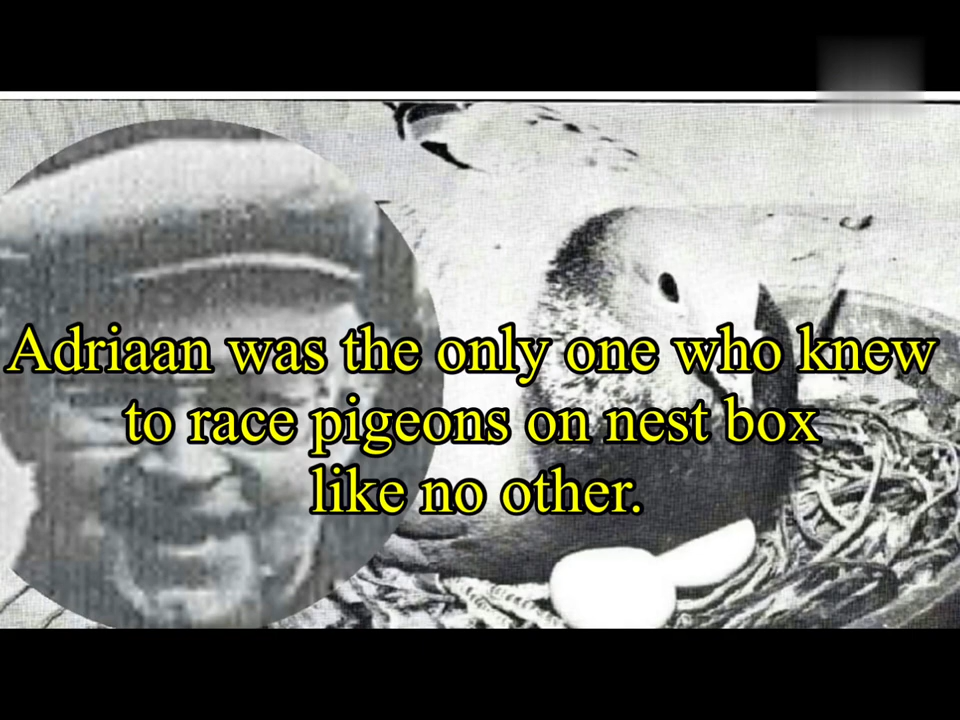 Adriaan was the only one who knew
to race pigeons on nest box
like no other.